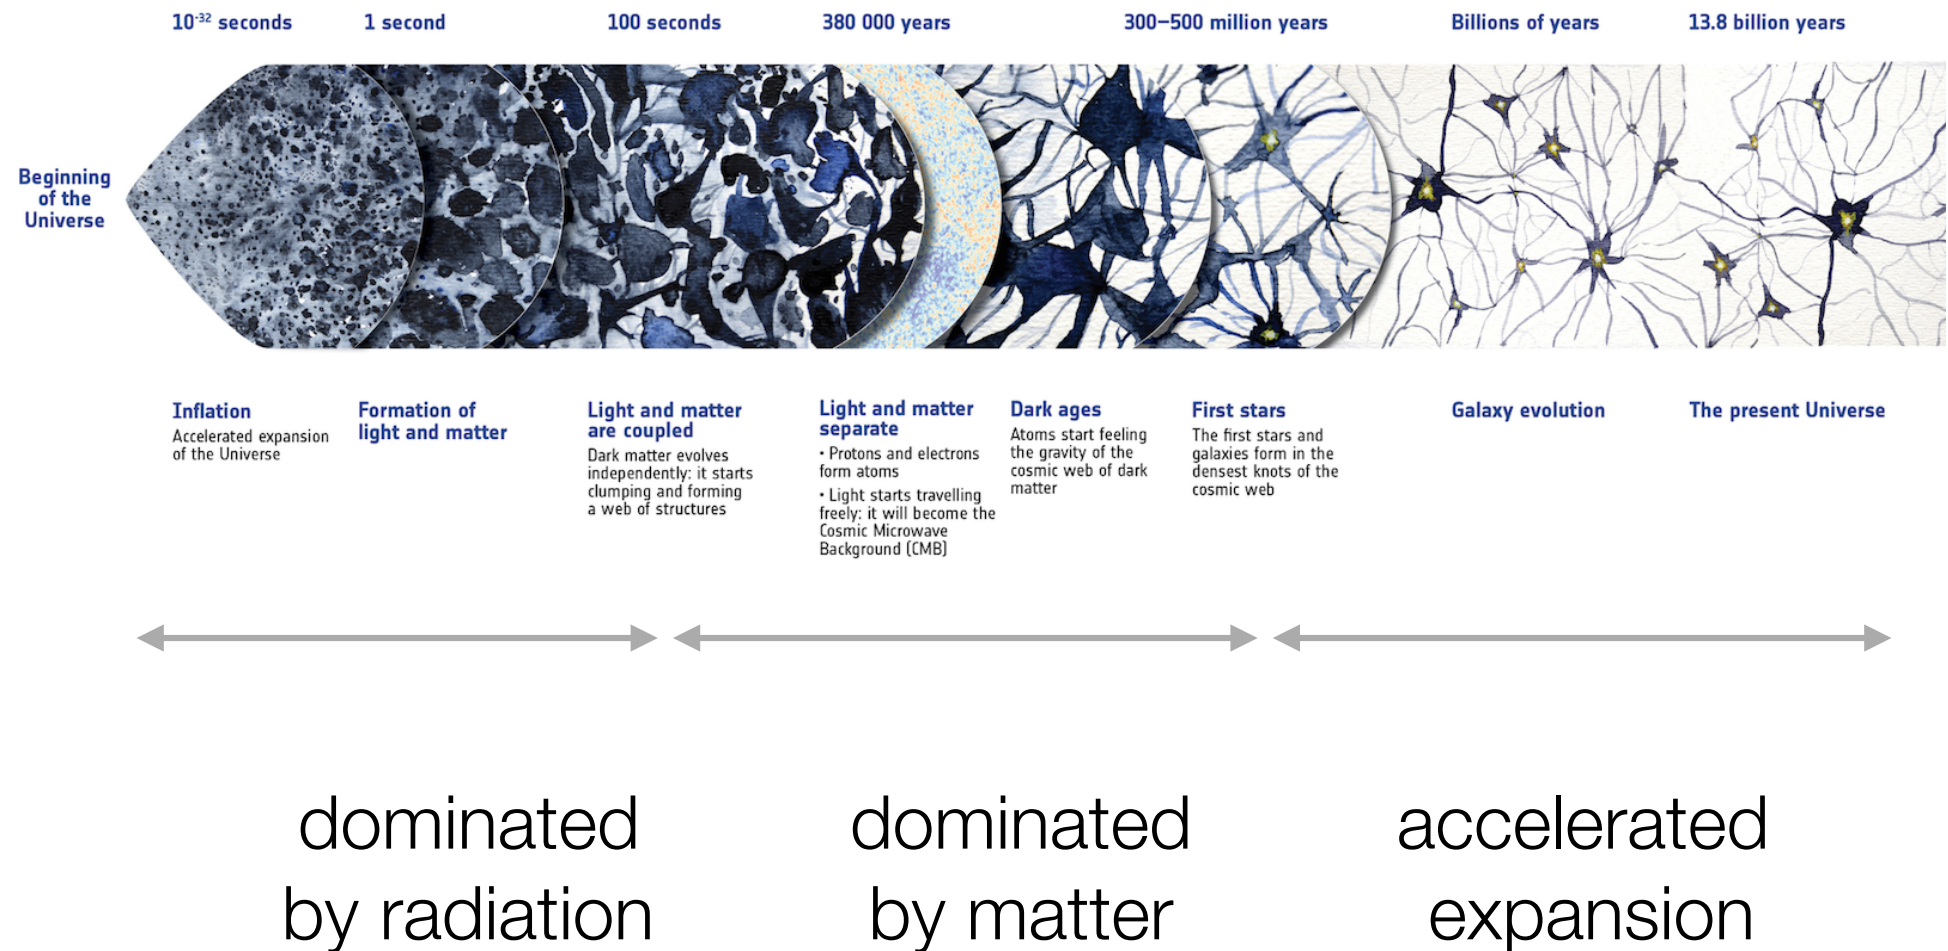 10-32 seconds
1 second
100 seconds
380 000 years
300–500 million years
Billions of years
13.8 billion years
Beginning
of the
Universe
Inflation
Accelerated expansion
of the Universe
Formation of
light and matter
Light and matter
are coupled
Dark matter evolves
independently: it starts
clumping and forming
a web of structures
Light and matter
separate
• Protons and electrons
form atoms
• Light starts travelling
freely: it will become the
Cosmic Microwave
Background (CMB)
Dark ages
Atoms start feeling
the gravity of the
cosmic web of dark
matter
First stars
The first stars and
galaxies form in the
densest knots of the
cosmic web
Galaxy evolution
The present Universe
dominated
by radiation
dominated
by matter
accelerated
expansion